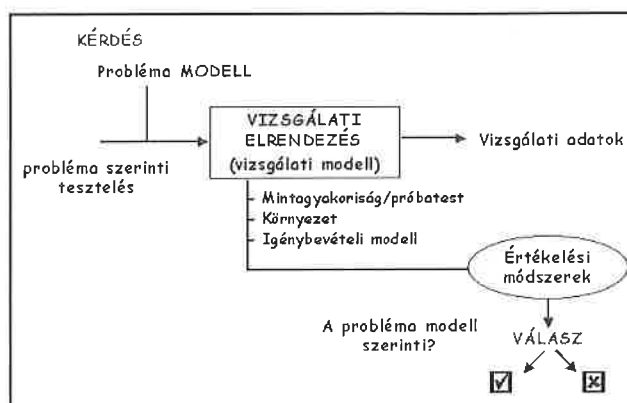 KÉRDÉS
Probléma MODELL
VIZSGÁLATI
ELRENDEZÉS
(vizsgálati modell)
Vizsgálati adatok
probléma szerinti
tesztelés
Mintagyakoriság/próbatest
Környezet
Igénybevételi modell
Értékelési
módszerek
A probléma modell
szerinti?
VÁLASZ